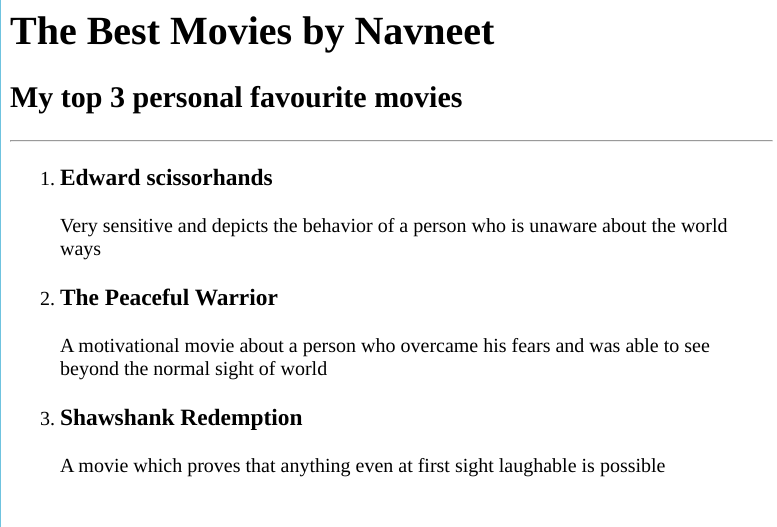 The Best Movies by Navneet
My top 3 personal favourite movies
1. Edward scissorhands
Very sensitive and depicts the behavior of a person who is unaware about the world
ways
2. The Peaceful Warrior
A motivational movie about a person who overcame his fears and was able to see
beyond the normal sight of world
3. Shawshank Redemption
A movie which proves that anything even at first sight laughable is possible